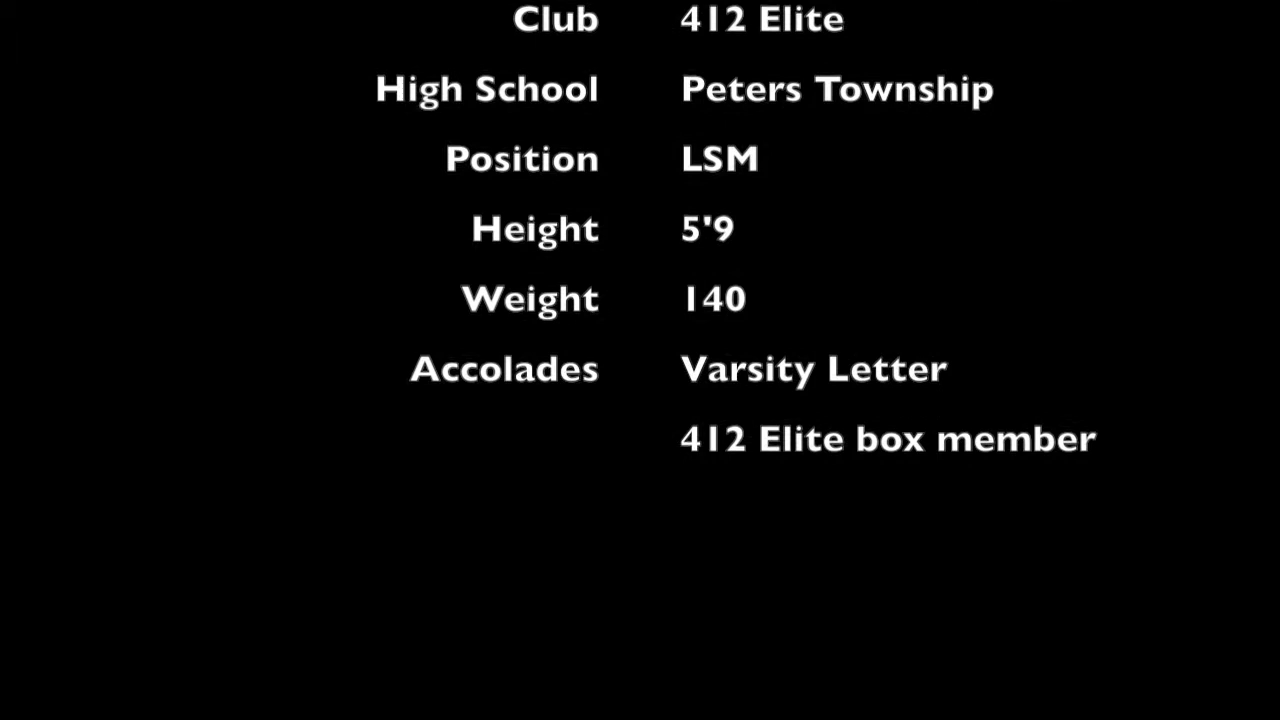 Club 412 Elite
High School Peters Township
Position LSM
Height 5'9
Weight 140
Accolades Varsity Letter
412 Elite box member